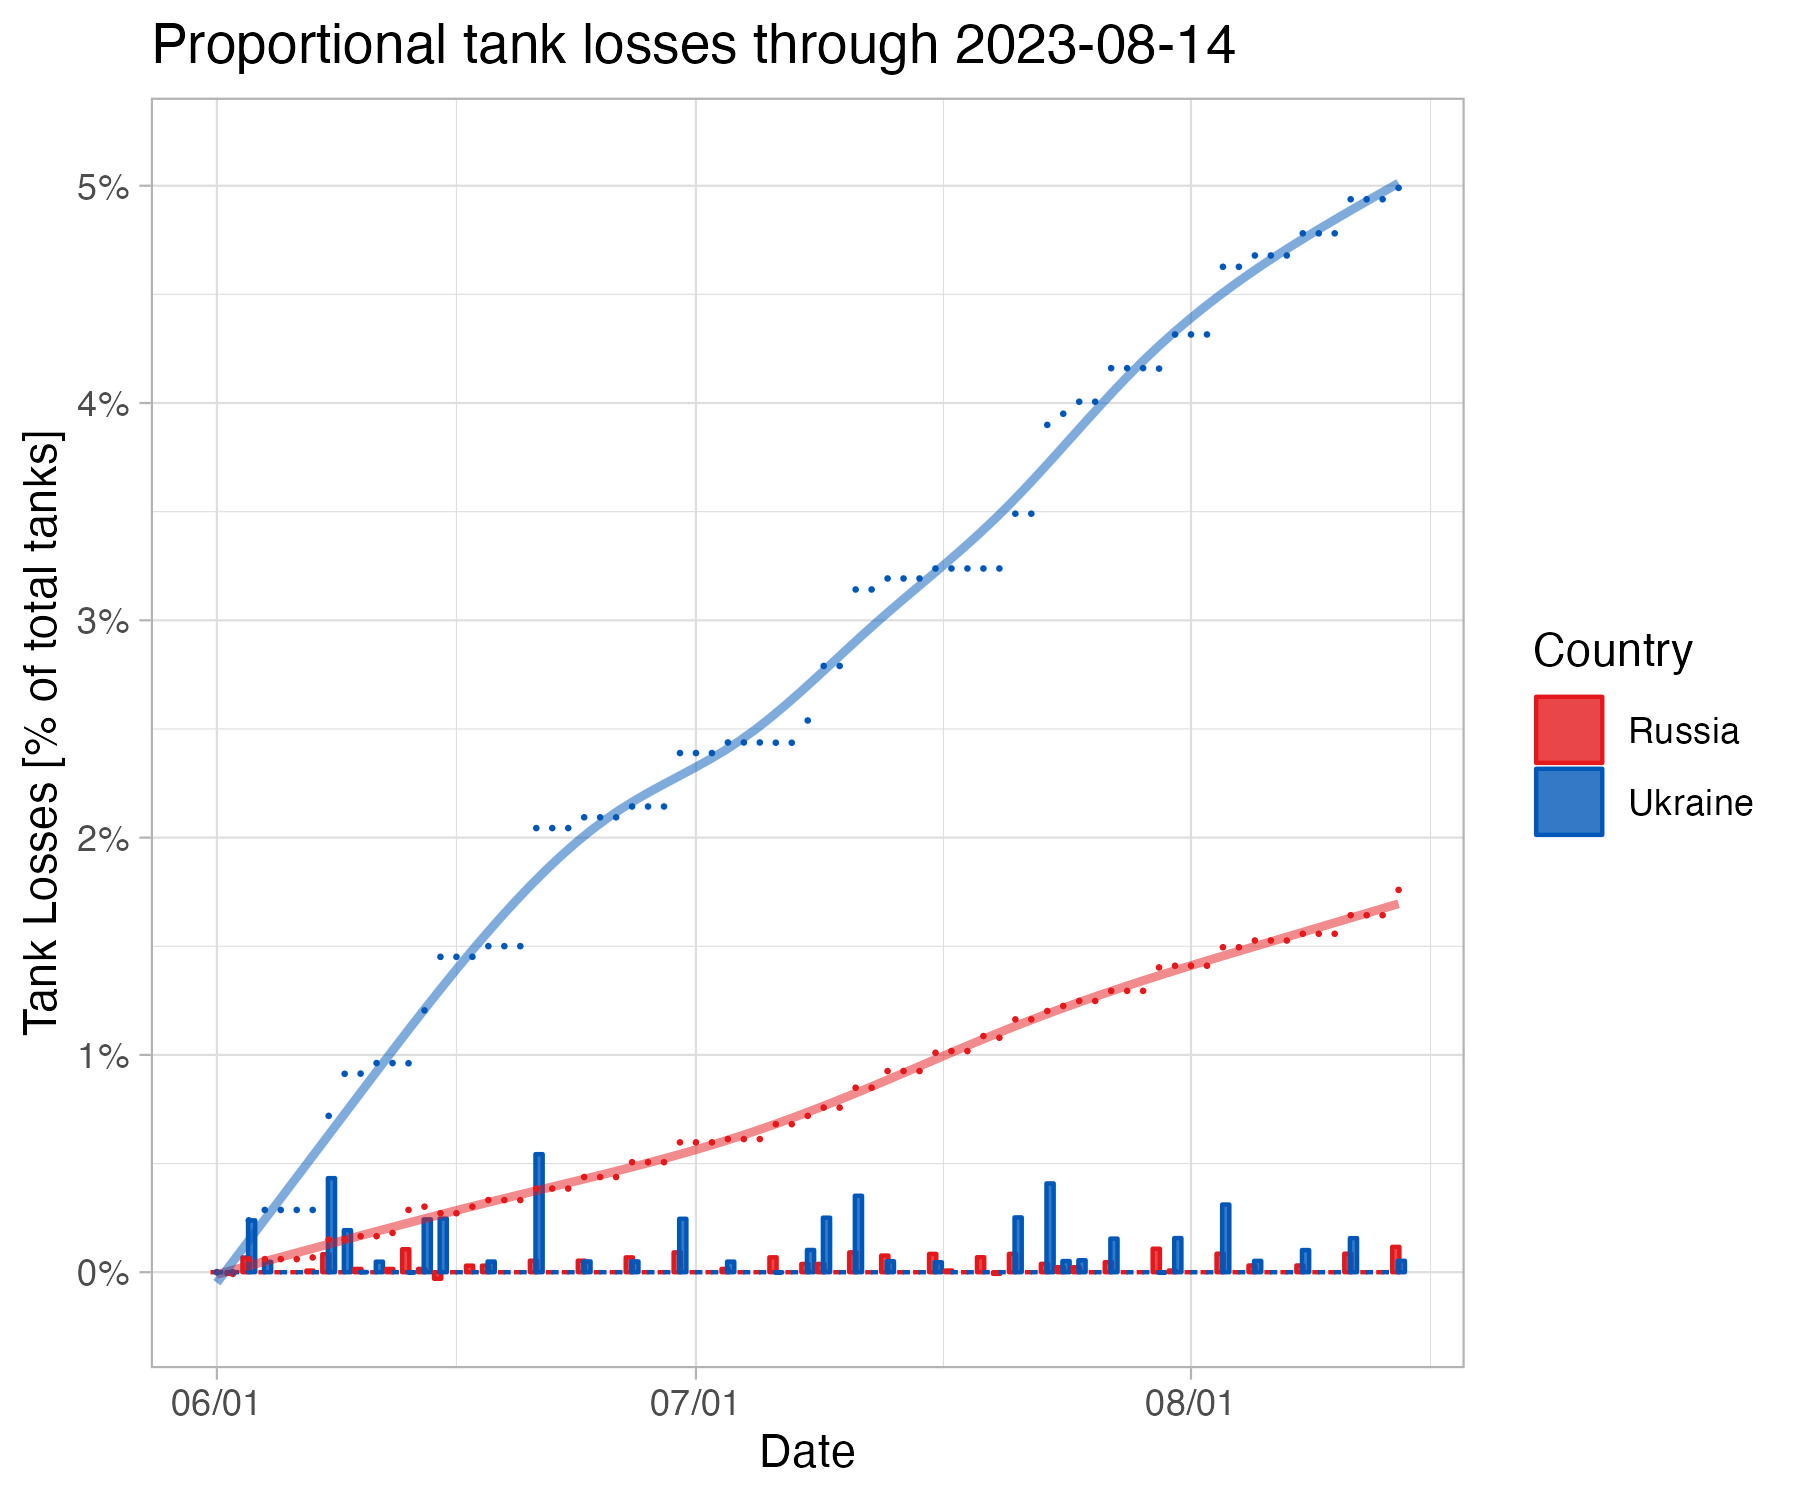 Proportional tank losses through 2023-08-14
Tank Losses [% of total tanks]
5%
4%
3%
2%
1%
0%
06/01
07/01
08/01
Date
Country
Russia
Ukraine